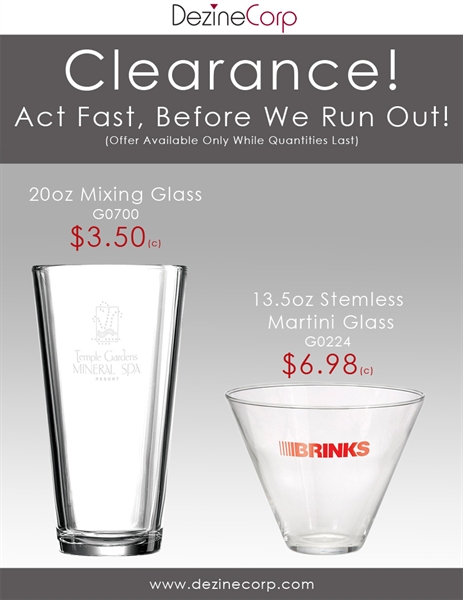 DezineCorp
Clearance!
Act Fast, Before We Run Out!
(Offer Available Only While Quantities Last)
20oz Mixing Glass
G0700
$3.50(c)
Temple Gardens
MINERAL SPA
RESORT
13.5oz Stemless
Martini Glass
G0224
$6.98(c)
BRINKS
www.dezinecorp.com